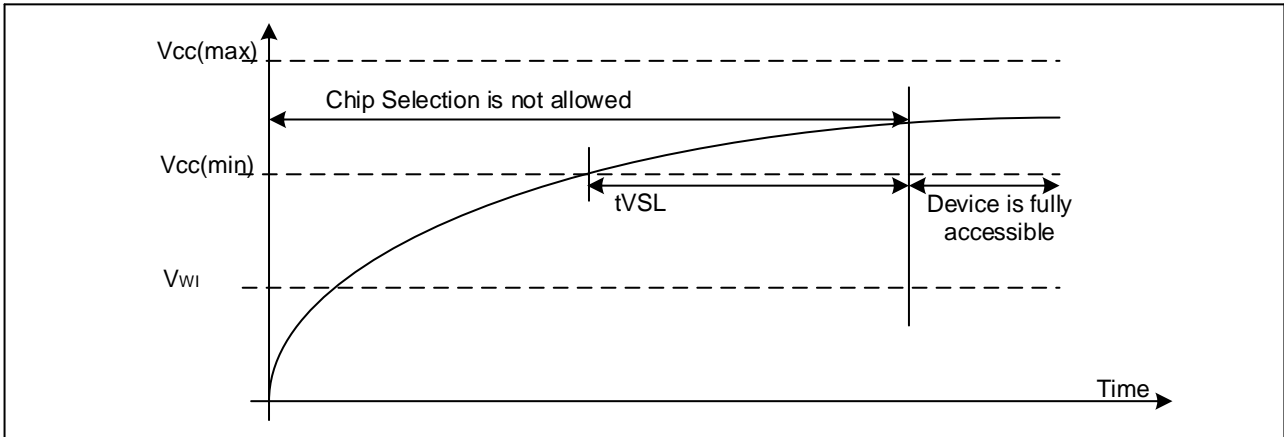 Vcc(max)
Chip Selection is not allowed
Vcc(min)
tVSL
Device is fully
accessible
VWI
Time